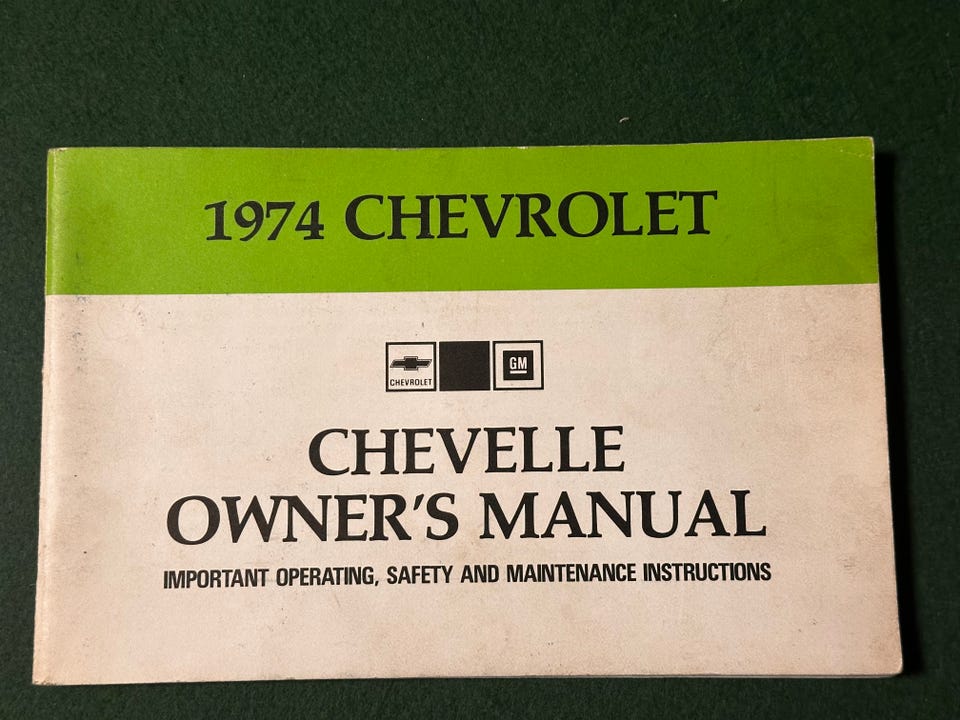 1974 CHEVROLET
CHEVROLET
GM
CHEVELLE
OWNER'S MANUAL
IMPORTANT OPERATING, SAFETY AND MAINTENANCE INSTRUCTIONS